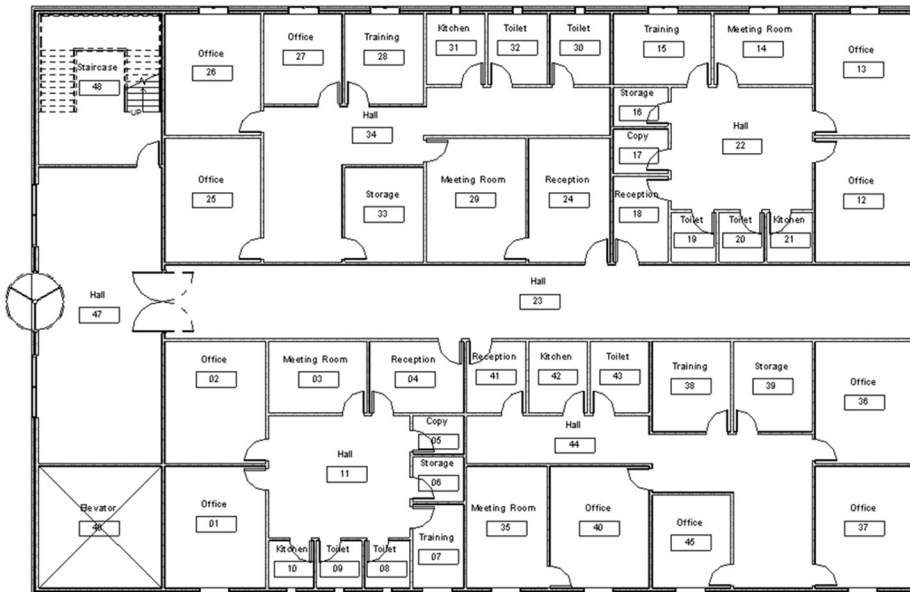 Staircase
48
UP
Office
26
Office
27
Training
28
Kitchen
31
Toilet
32
Toilet
30
Training
15
Meeting Room
14
Office
13
Storage
16
Copy
17
Hall
22
Hall
34
Office
25
Storage
33
Meeting Room
29
Reception
24
Reception
18
Toilet
19
Toilet
20
Kitchen
21
Office
12
Hall
47
Hall
23
Office
02
Meeting Room
03
Reception
04
Reception
41
Kitchen
42
Toilet
43
Training
38
Storage
39
Office
36
Copy
05
Storage
06
Hall
11
Hall
44
Elevator
46
Office
01
Kitchen
10
Toilet
09
Toilet
08
Training
07
Meeting Room
35
Office
40
Office
45
Office
37